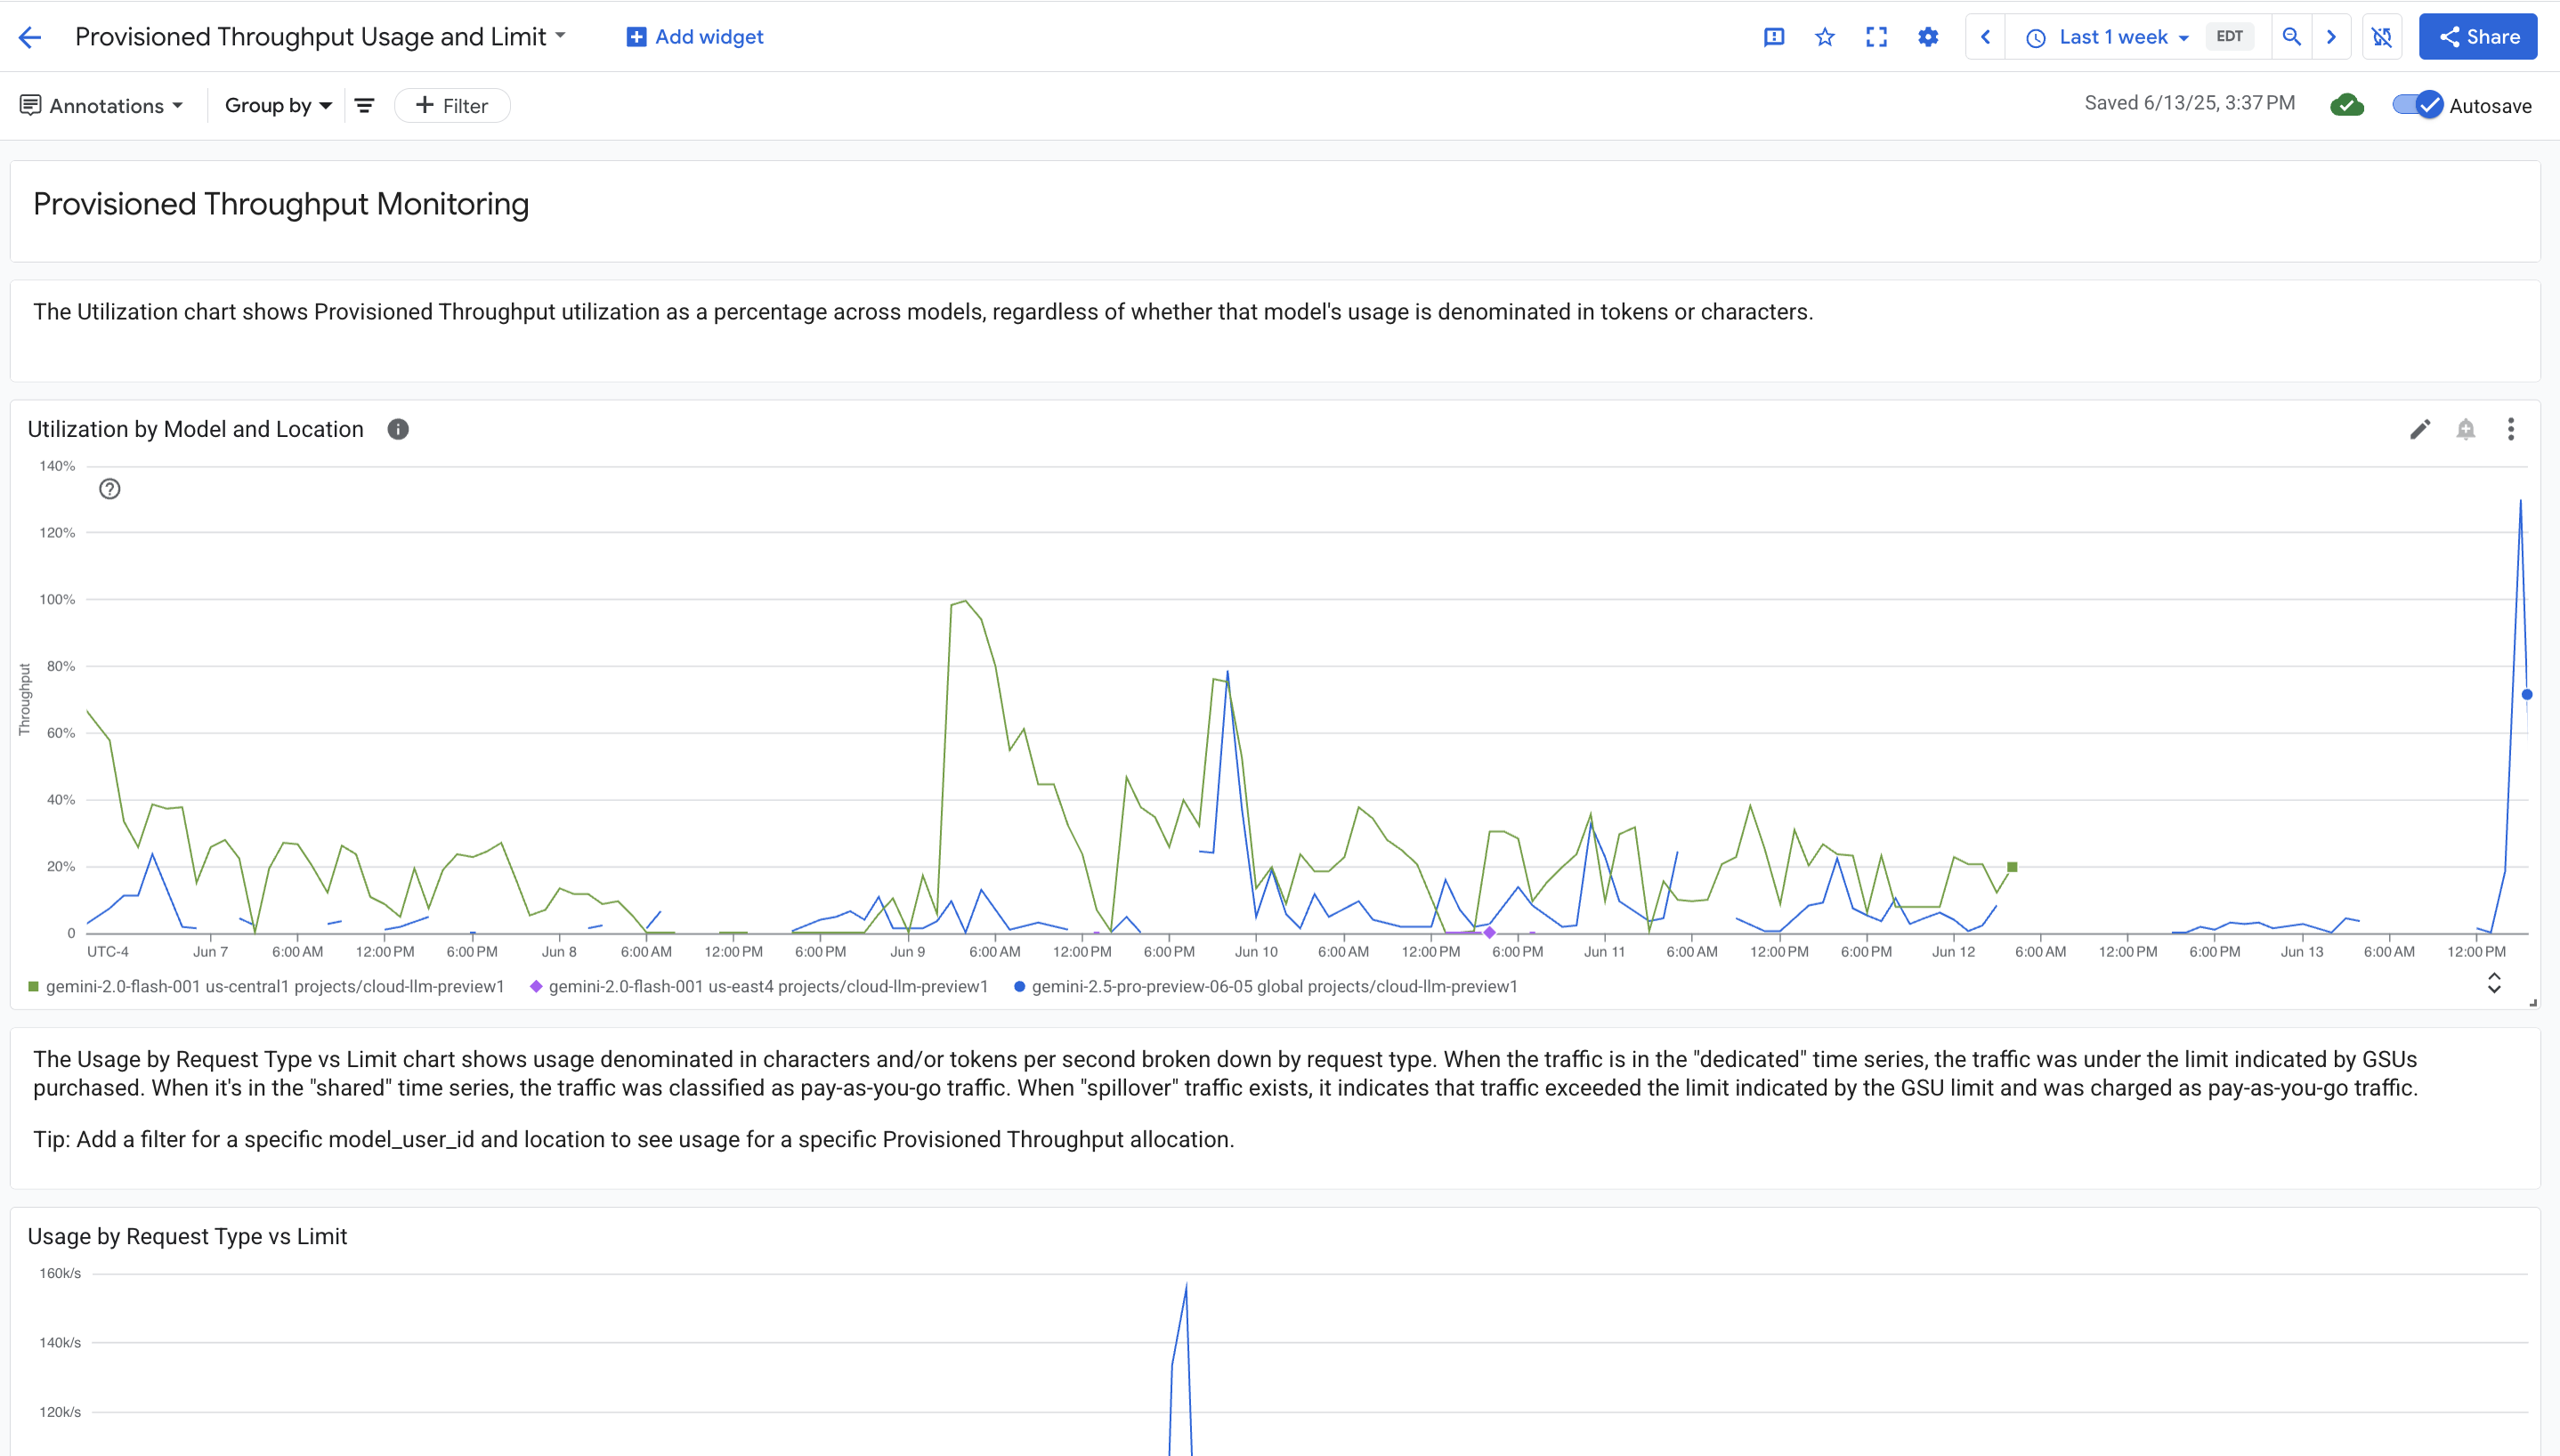 Provisioned Throughput Usage and Limit
Add widget
Last 1 week
EDT
Share
Annotations
Group by
Filter
Saved 6/13/25, 3:37 PM
Autosave
Provisioned Throughput Monitoring
The Utilization chart shows Provisioned Throughput utilization as a percentage across models, regardless of whether that model's usage is denominated in tokens or characters.
Utilization by Model and Location
140%
120%
100%
80%
60%
40%
20%
0
Throughput
UTC-4 Jun 7 6:00 AM 12:00 PM 6:00 PM Jun 8 6:00 AM 12:00 PM 6:00 PM Jun 9 6:00 AM 12:00 PM 6:00 PM Jun 10 6:00 AM 12:00 PM 6:00 PM Jun 11 6:00 AM 12:00 PM 6:00 PM Jun 12 6:00 AM 12:00 PM 6:00 PM Jun 13 6:00 AM 12:00 PM
gemini-2.0-flash-001 us-central1 projects/cloud-llm-preview1 gemini-2.0-flash-001 us-east4 projects/cloud-llm-preview1 gemini-2.5-pro-preview-06-05 global projects/cloud-llm-preview1
The Usage by Request Type vs Limit chart shows usage denominated in characters and/or tokens per second broken down by request type. When the traffic is in the "dedicated" time series, the traffic was under the limit indicated by GSUs
purchased. When it's in the "shared" time series, the traffic was classified as pay-as-you-go traffic. When "spillover" traffic exists, it indicates that traffic exceeded the limit indicated by the GSU limit and was charged as pay-as-you-go traffic.
Tip: Add a filter for a specific model_user_id and location to see usage for a specific Provisioned Throughput allocation.
Usage by Request Type vs Limit
160k/s
140k/s
120k/s